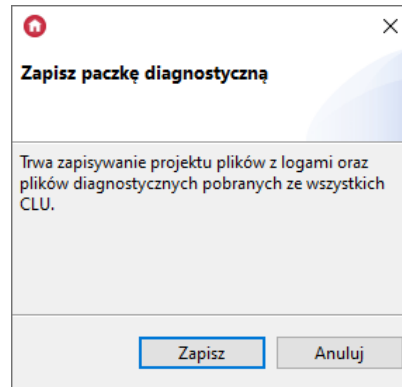 Zapisz paczkę diagnostyczną
Trwa zapisywanie projektu plików z logami oraz
plików diagnostycznych pobranych ze wszystkich
CLU.
Zapisz
Anuluj